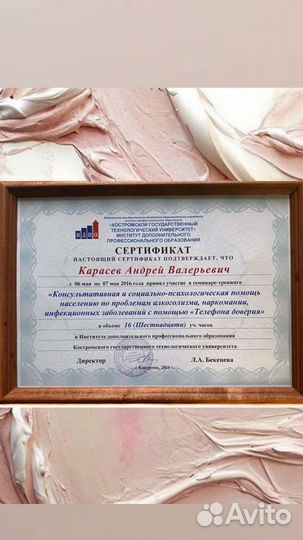 «КОСТРОМСКОЙ ГОСУДАРСТВЕННЫЙ
ТЕХНОЛОГИЧЕСКИЙ УНИВЕРСИТЕТ»
ИНСТИТУТ ДОПОЛНИТЕЛЬНОГО
ПРОФЕССИОНАЛЬНОГО ОБРАЗОВАНИЯ
ИДПО
СЕРТИФИКАТ
НАСТОЯЩИЙ СЕРТИФИКАТ ПОДТВЕРЖДАЕТ, ЧТО
Карасев Андрей Валерьевич
с 06 мая по 07 мая 2016 года принял участие в семинар-тренинге
«Консультативная и социально-психологическая помощь
населению по проблемам алкоголизма, наркомании,
инфекционных заболеваний с помощью «Телефона доверия»
в объеме 16 (Шестнадцати) уч. часов
в Институте дополнительного профессионального образования
Костромского государственного технологического университета
Директор Л.А. Бекенева
г. Кострома, 2016 г.
Avito